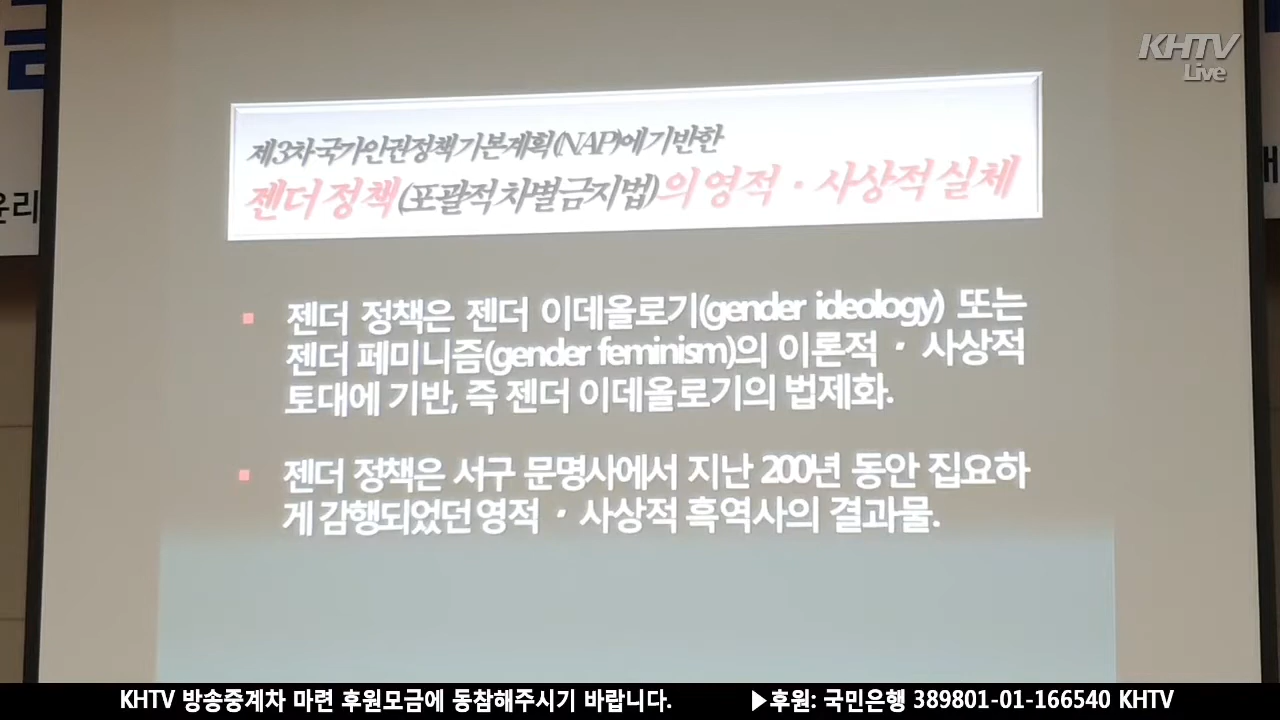 KHTV
Live
제3차 국가인권정책 기본계획(NAP)에 기반한
젠더 정책(포괄적 차별금지법)의 영적·사상적 실체
젠더 정책은 젠더 이데올로기(gender ideology) 또는
젠더 페미니즘(gender feminism)의 이론적·사상적
토대에 기반, 즉 젠더 이데올로기의 법제화.
젠더 정책은 서구 문명사에서 지난 200년 동안 집요하
게 감행되었던 영적·사상적 흑역사의 결과물.
KHTV 방송중계차 마련 후원모금에 동참해주시기 바랍니다. ▶후원: 국민은행 389801-01-166540 KHTV